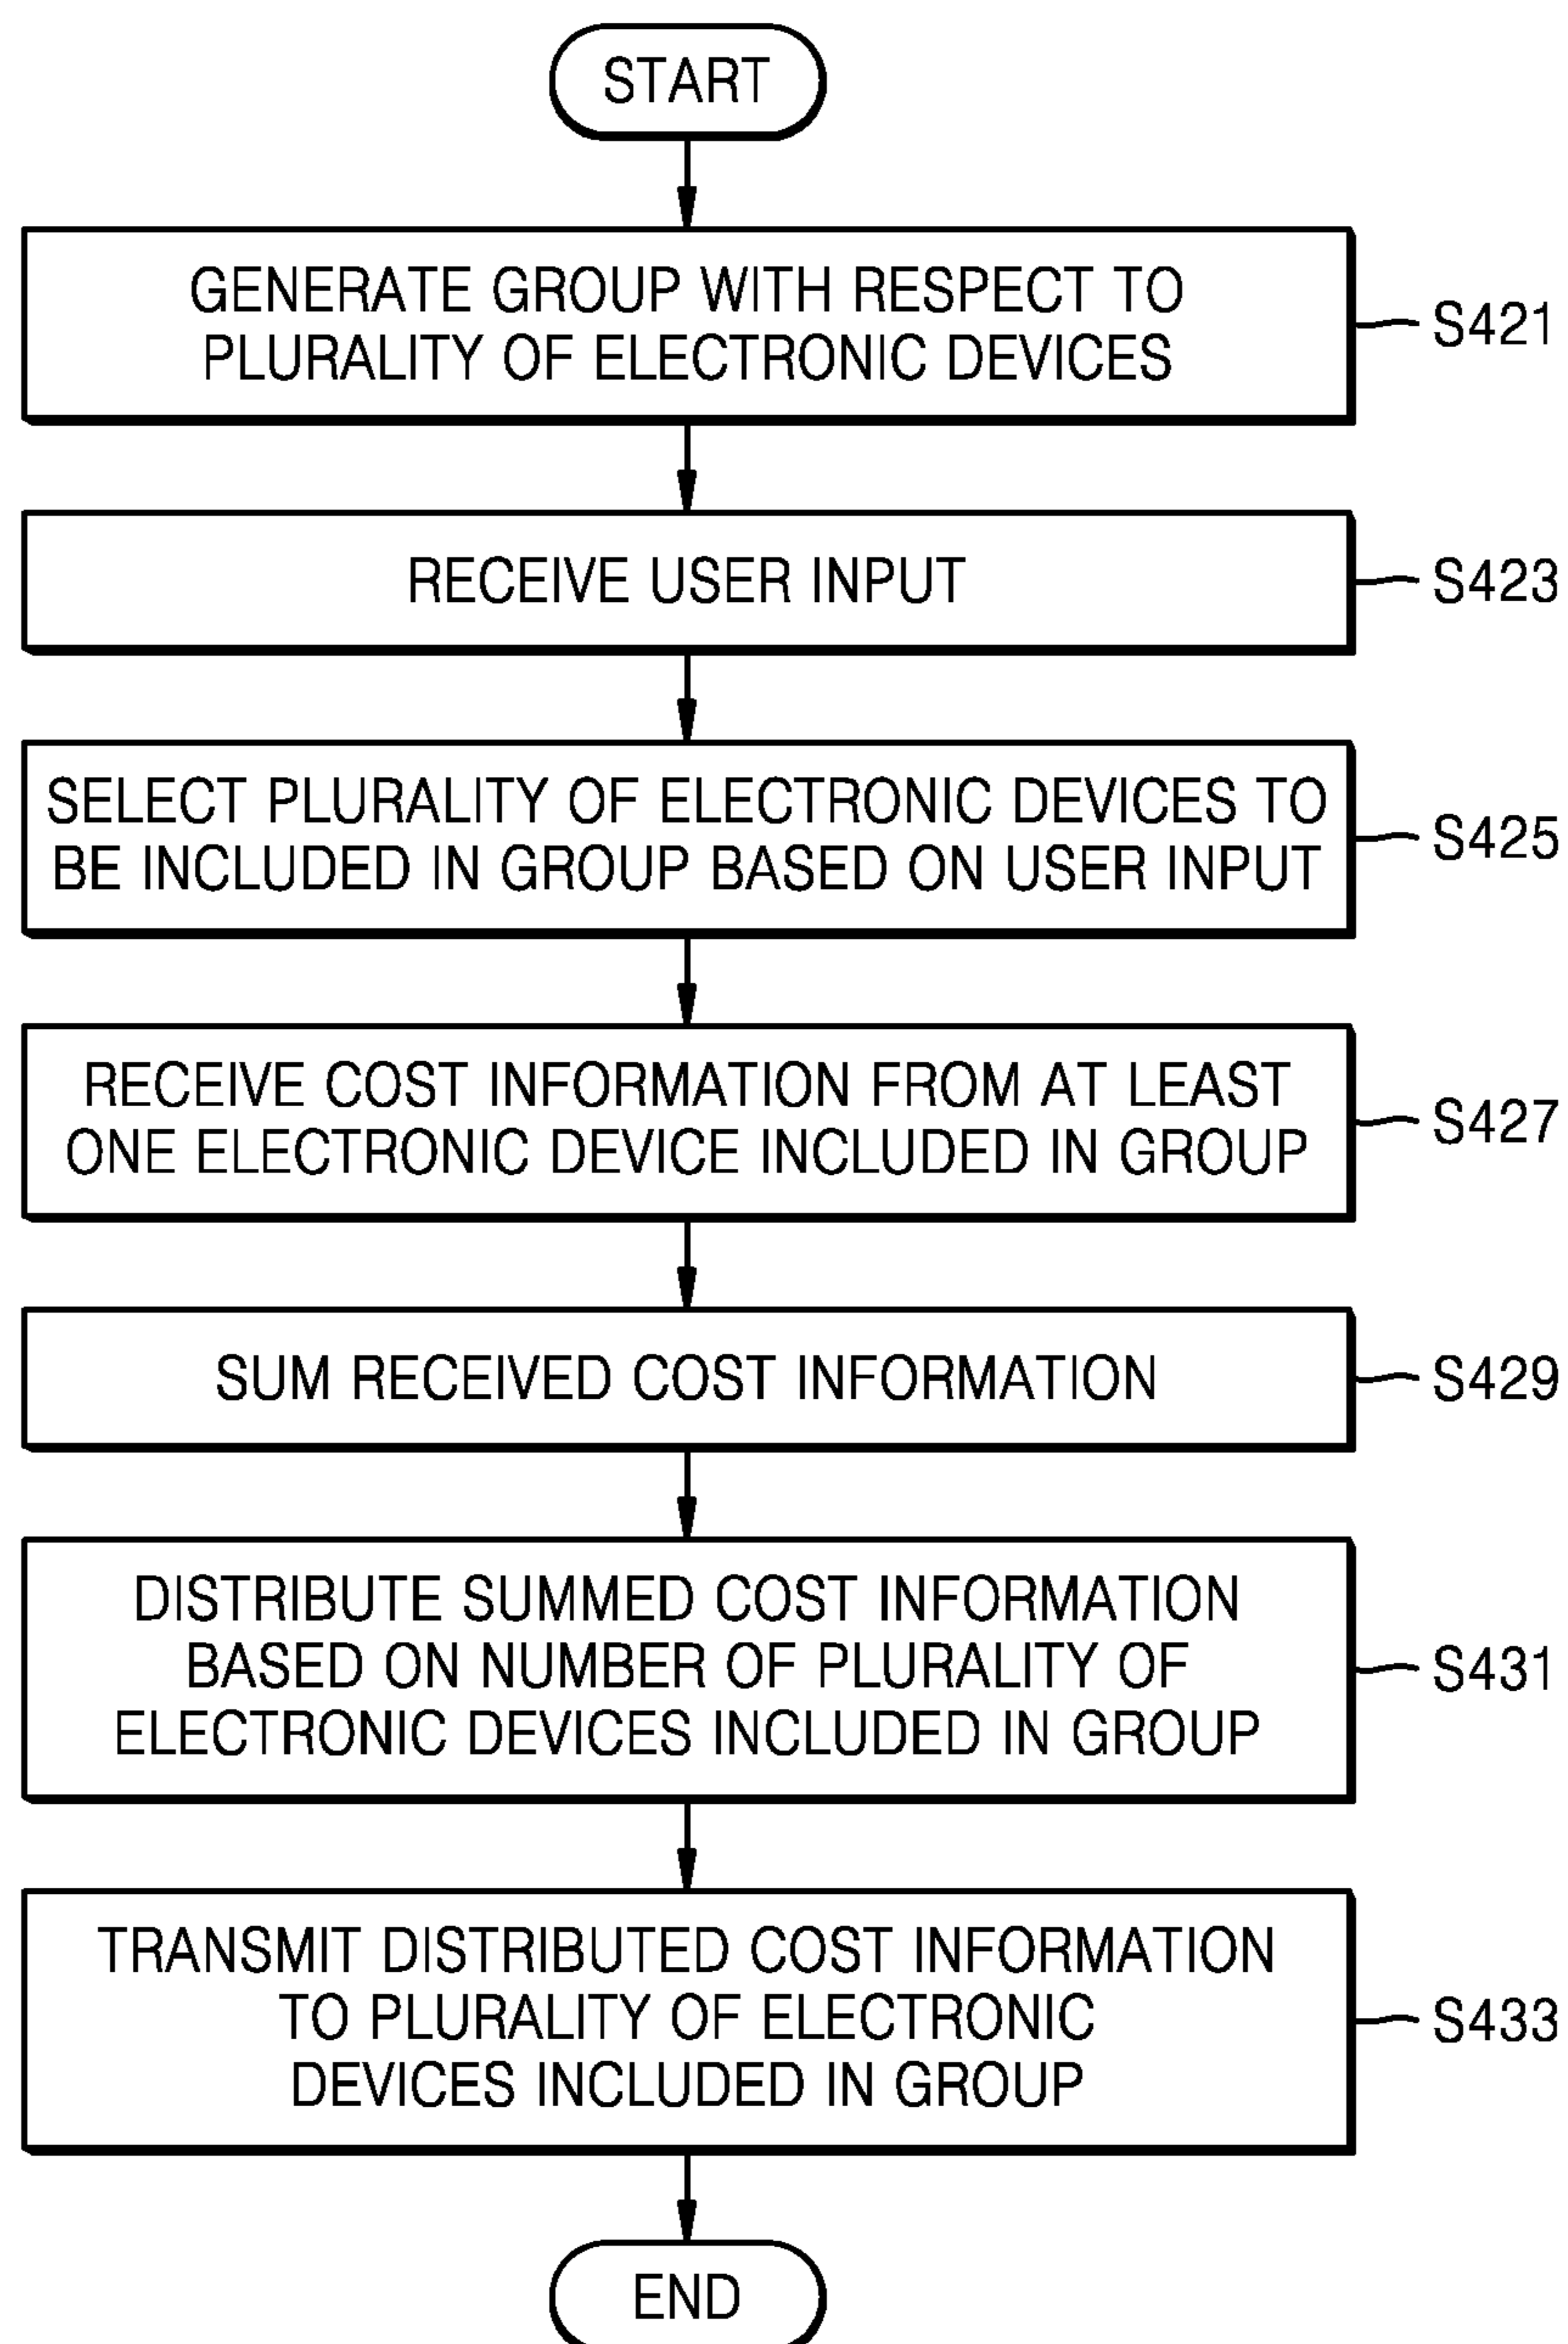 START
GENERATE GROUP WITH RESPECT TO
PLURALITY OF ELECTRONIC DEVICES
S421
RECEIVE USER INPUT
S423
SELECT PLURALITY OF ELECTRONIC DEVICES TO
BE INCLUDED IN GROUP BASED ON USER INPUT
S425
RECEIVE COST INFORMATION FROM AT LEAST
ONE ELECTRONIC DEVICE INCLUDED IN GROUP
S427
SUM RECEIVED COST INFORMATION
S429
DISTRIBUTE SUMMED COST INFORMATION
BASED ON NUMBER OF PLURALITY OF
ELECTRONIC DEVICES INCLUDED IN GROUP
S431
TRANSMIT DISTRIBUTED COST INFORMATION
TO PLURALITY OF ELECTRONIC
DEVICES INCLUDED IN GROUP
S433
END